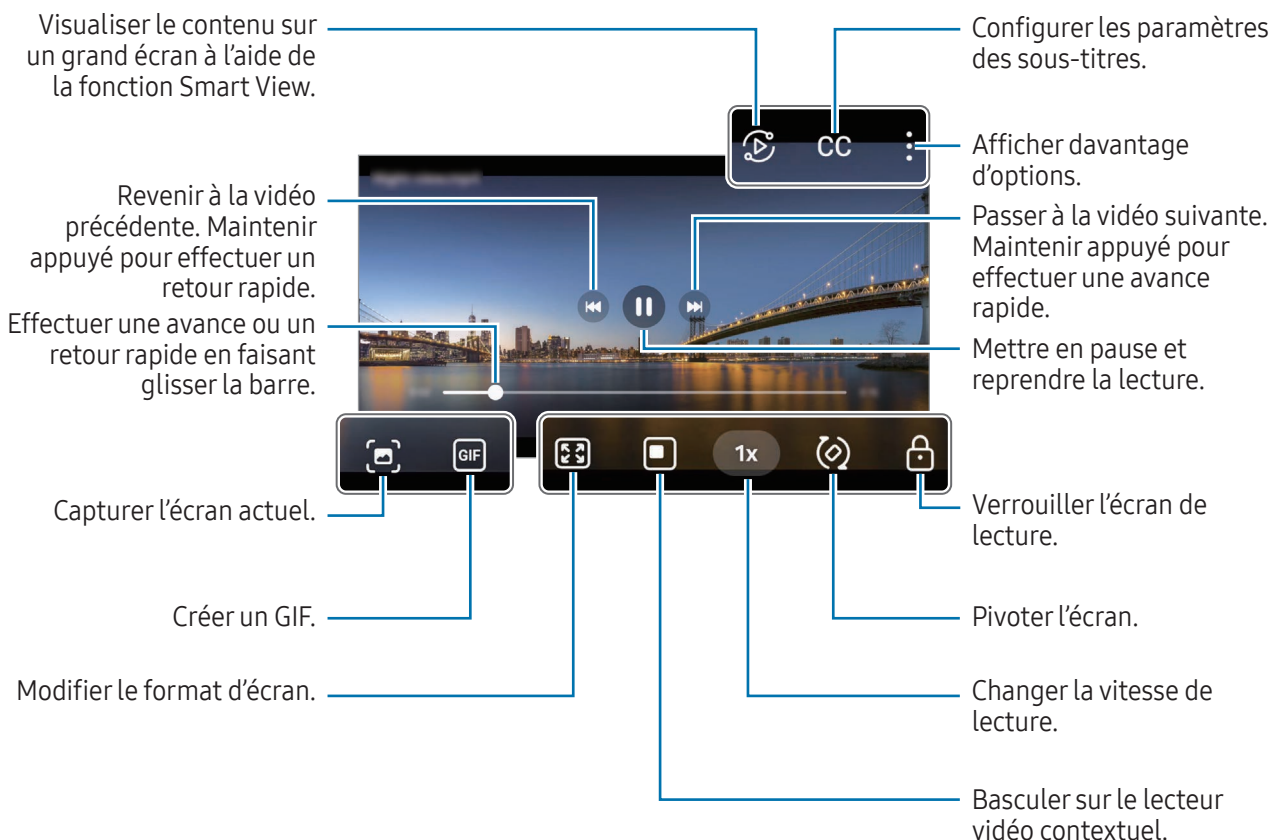 Visualiser le contenu sur
un grand écran à l'aide de
la fonction Smart View.
Configurer les paramètres
des sous-titres.
CC
Afficher davantage
d'options.
Revenir à la vidéo
précédente. Maintenir
appuyé pour effectuer un
retour rapide.
Passer à la vidéo suivante.
Maintenir appuyé pour
effectuer une avance
rapide.
Effectuer une avance ou un
retour rapide en faisant
glisser la barre.
Mettre en pause et
reprendre la lecture.
GIF
1x
Capturer l'écran actuel.
Verrouiller l'écran de
lecture.
Créer un GIF.
Pivoter l'écran.
Modifier le format d'écran.
Changer la vitesse de
lecture.
Basculer sur le lecteur
vidéo contextuel.